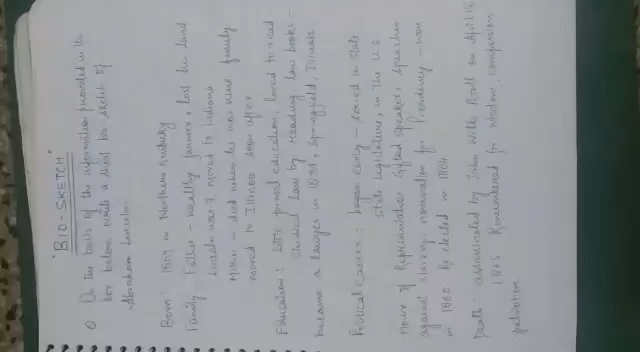 "BIO-SKETCH"
Q On the basis of the information provided in the
box below, write a short bio sketch of
Abraham Lincoln.
Born: 1809 in Northern Kentucky
Family: Father - wealthy farmer, lost his land
Lincoln was 7 moved to Indiana
Mother - died when he was nine family
moved to Illinois soon after
Education: Little formal education, loved to read
studied law by reading law books -
became a lawyer in Springfield, Illinois
Political Career: began early - served in state
state legislature, in the U.S.
House of Representatives Gifted speaker, speeches
against slavery, nomination for Presidency - won
in 1860 Re elected in 1864
Death: assassinated by John Wilks Booth on April 15,
1865 Remembered for wisdom compassion
patriotism